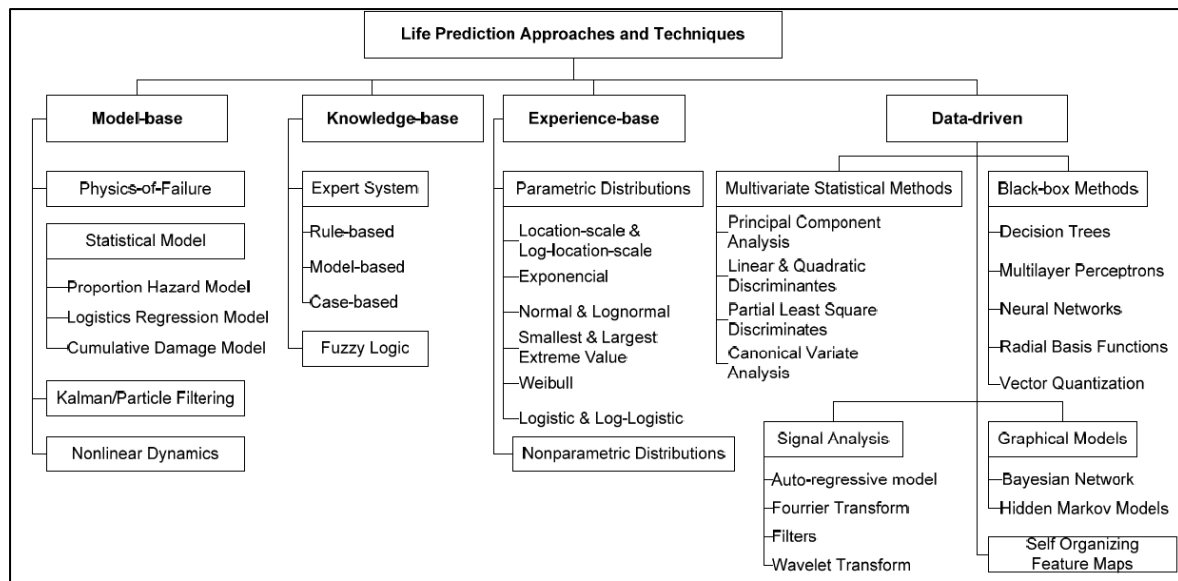 Life Prediction Approaches and Techniques
Model-base
Physics-of-Failure
Statistical Model
Proportion Hazard Model
Logistics Regression Model
Cumulative Damage Model
Kalman/Particle Filtering
Nonlinear Dynamics
Knowledge-base
Expert System
Rule-based
Model-based
Case-based
Fuzzy Logic
Experience-base
Parametric Distributions
Location-scale &
Log-location-scale
Exponencial
Normal & Lognormal
Smallest & Largest
Extreme Value
Weibull
Logistic & Log-Logistic
Nonparametric Distributions
Data-driven
Multivariate Statistical Methods
Principal Component
Analysis
Linear & Quadratic
Discriminantes
Partial Least Square
Discriminates
Canonical Variate
Analysis
Black-box Methods
Decision Trees
Multilayer Perceptrons
Neural Networks
Radial Basis Functions
Vector Quantization
Signal Analysis
Auto-regressive model
Fourrier Transform
Filters
Wavelet Transform
Graphical Models
Bayesian Network
Hidden Markov Models
Self Organizing
Feature Maps